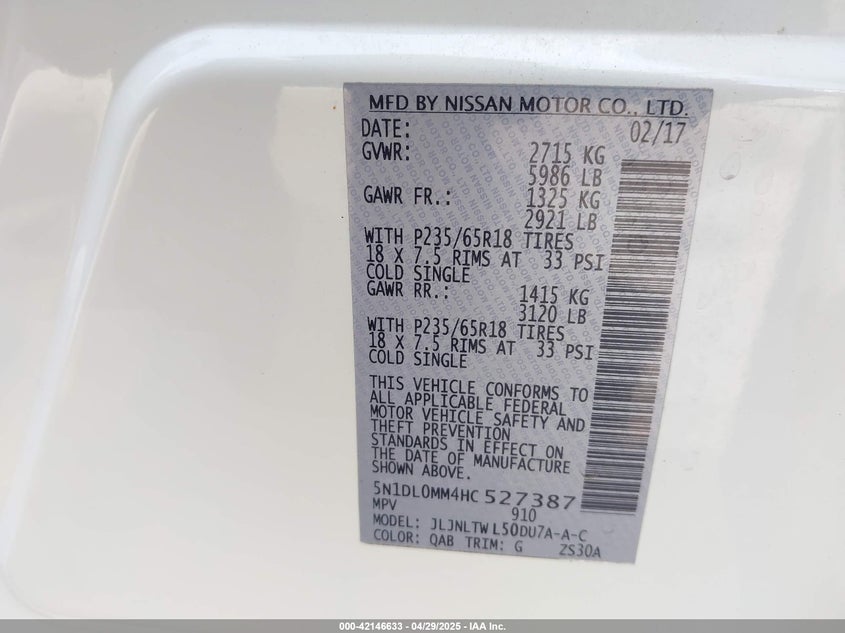 MFD BY NISSAN MOTOR CO., LTD.
DATE: 02/17
GVWR: 2715 KG
5986 LB
GAWR FR.: 1325 KG
2921 LB
WITH P235/65R18 TIRES
18 X 7.5 RIMS AT 33 PSI
COLD SINGLE
GAWR RR.: 1415 KG
3120 LB
WITH P235/65R18 TIRES
18 X 7.5 RIMS AT 33 PSI
COLD SINGLE
THIS VEHICLE CONFORMS TO
ALL APPLICABLE FEDERAL
MOTOR VEHICLE SAFETY AND
THEFT PREVENTION
STANDARDS IN EFFECT ON
THE DATE OF MANUFACTURE
SHOWN ABOVE.
5N1DL0MM4HC 527387
MPV 910
MODEL: JLJNLTWL50DU7A-A-C
COLOR: QAB TRIM: G ZS30A
000-42146633 - 04/29/2025 - IAA Inc.